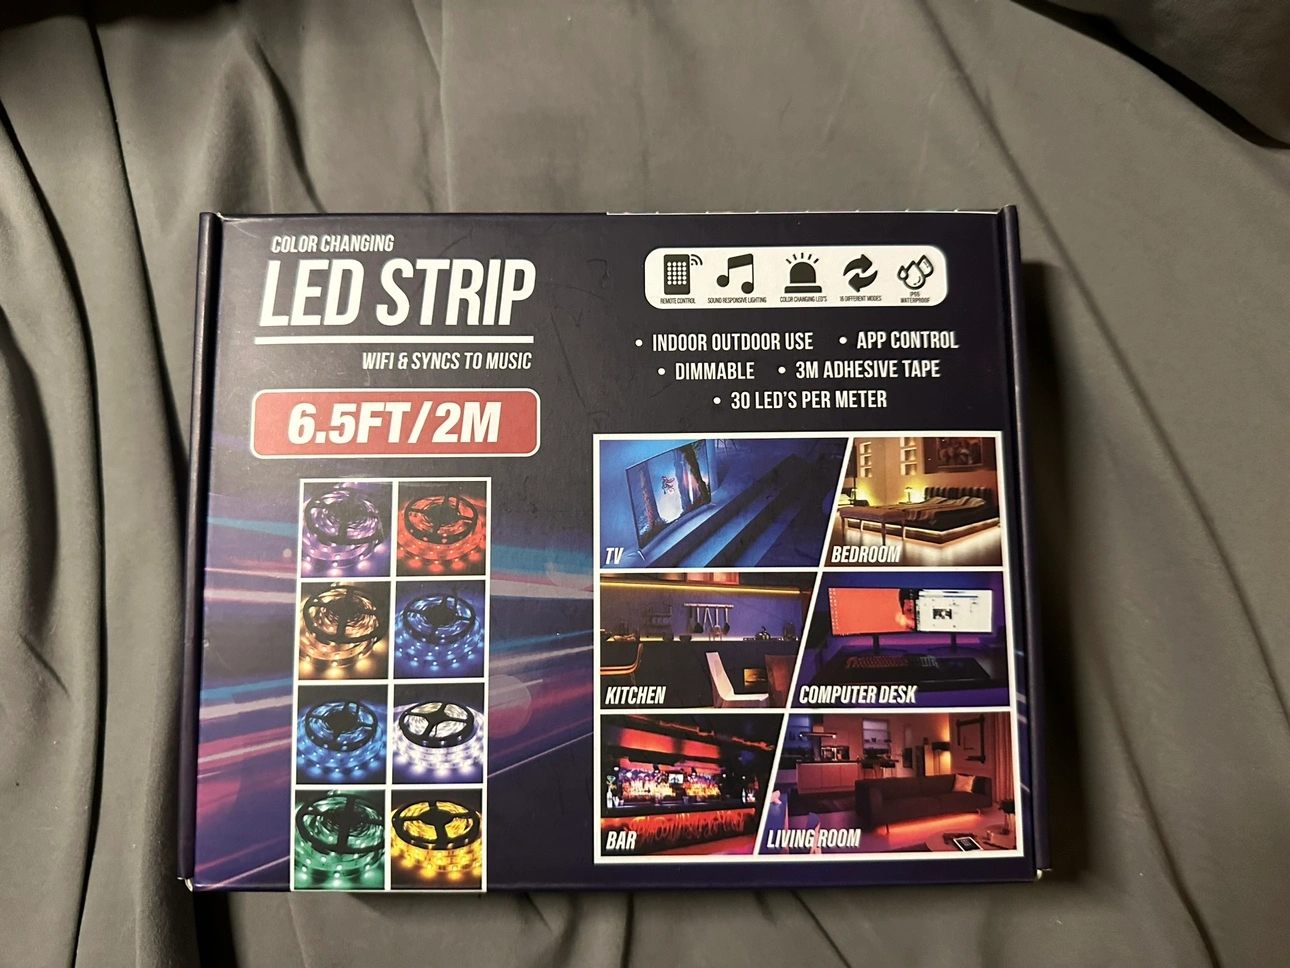 COLOR CHANGING
LED STRIP
WIFI & SYNCS TO MUSIC
6.5FT/2M
REMOTE CONTROL
SOUND RESPONSIVE LIGHTING
COLOR CHANGING LED'S
16 DIFFERENT MODES
IP65
WATERPROOF
• INDOOR OUTDOOR USE • APP CONTROL
• DIMMABLE • 3M ADHESIVE TAPE
• 30 LED'S PER METER
TV
BEDROOM
KITCHEN
COMPUTER DESK
BAR
LIVING ROOM